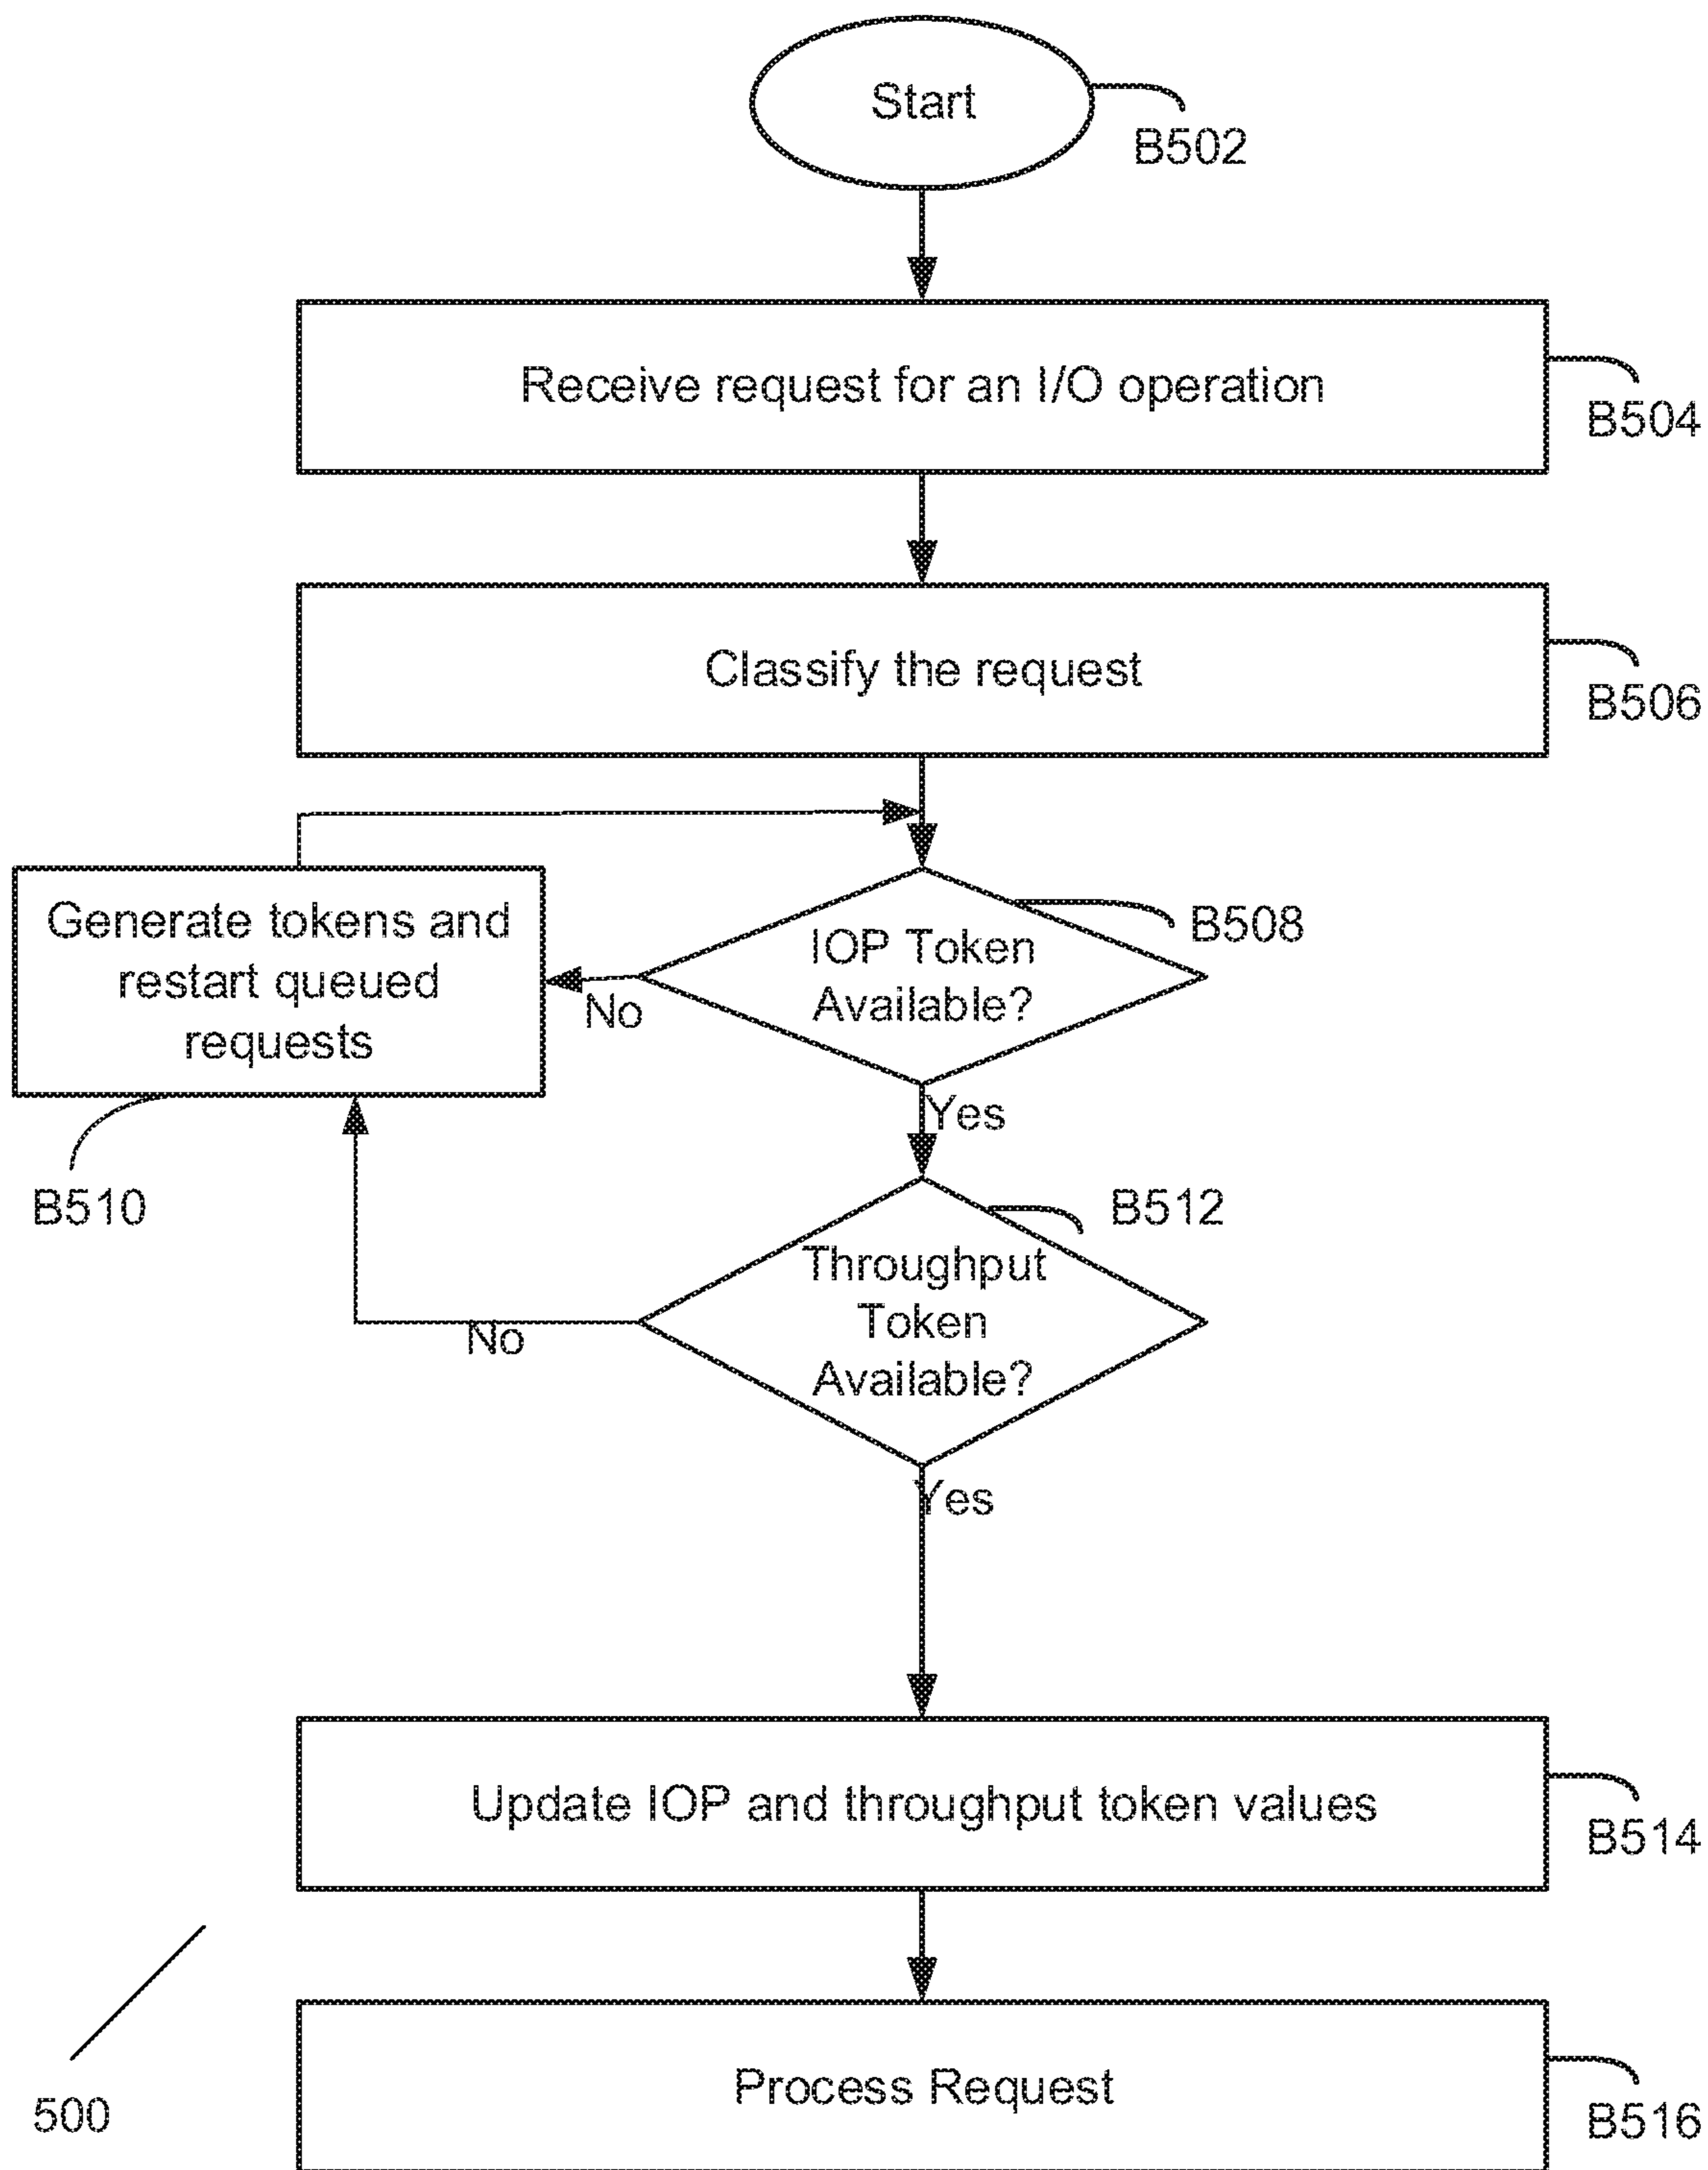 Start
B502
Receive request for an I/O operation
B504
Classify the request
B506
Generate tokens and
restart queued
requests
B510
IOP Token
Available?
B508
No
Yes
Throughput
Token
Available?
B512
No
Yes
Update IOP and throughput token values
B514
Process Request
B516
500